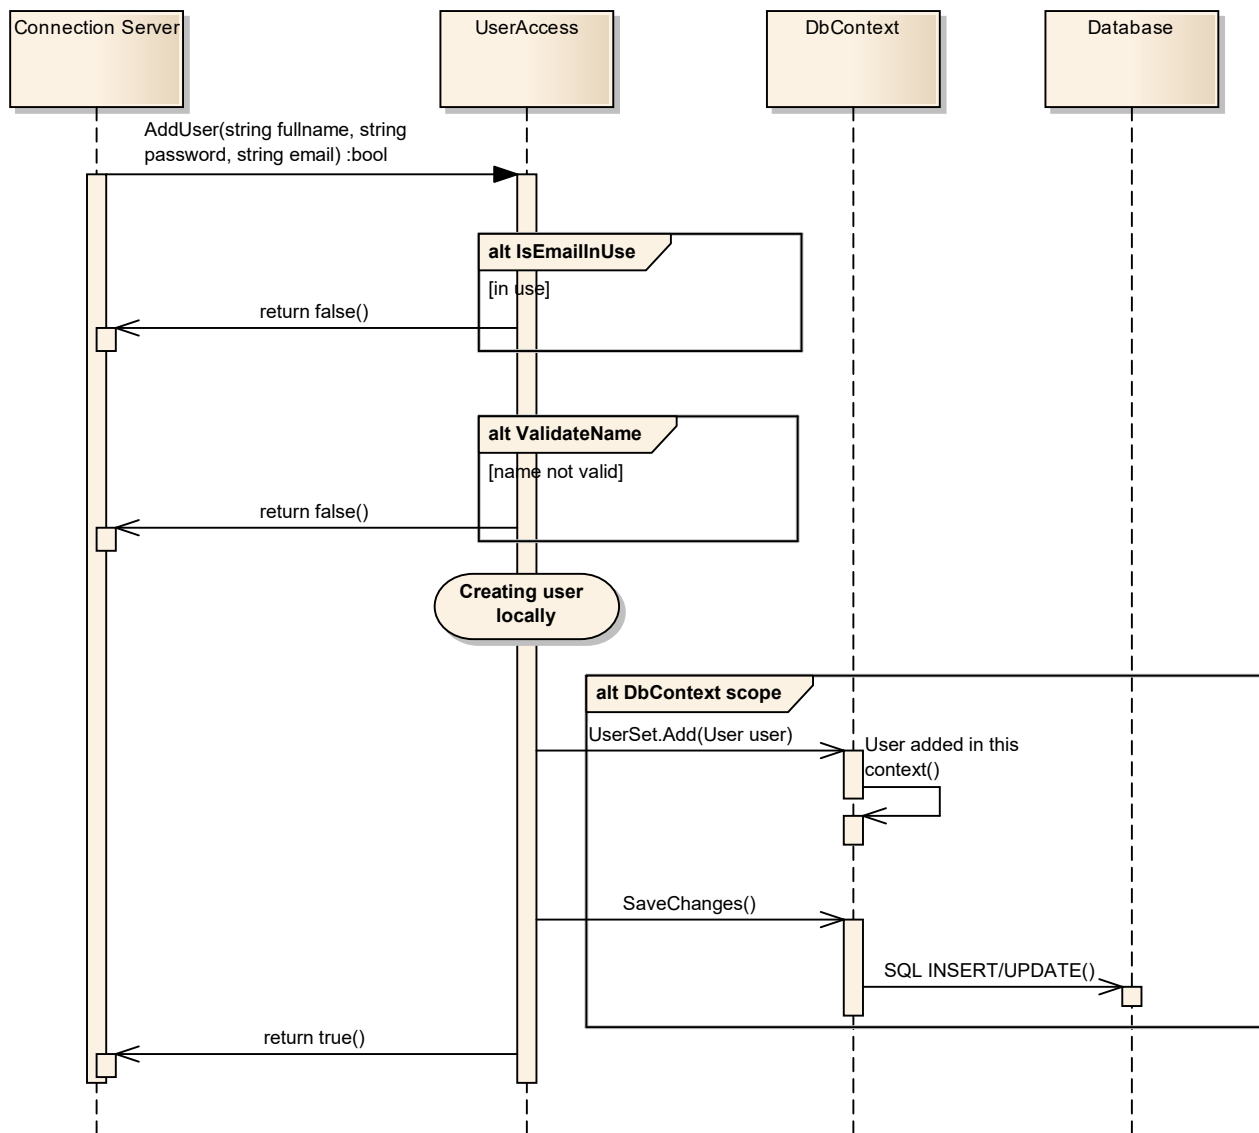 Connection Server
UserAccess
DbContext
Database
AddUser(string fullname, string
password, string email) :bool
alt IsEmailInUse
[in use]
return false()
alt ValidateName
[name not valid]
return false()
Creating user
locally
alt DbContext scope
UserSet.Add(User user)
User added in this
context()
SaveChanges()
SQL INSERT/UPDATE()
return true()